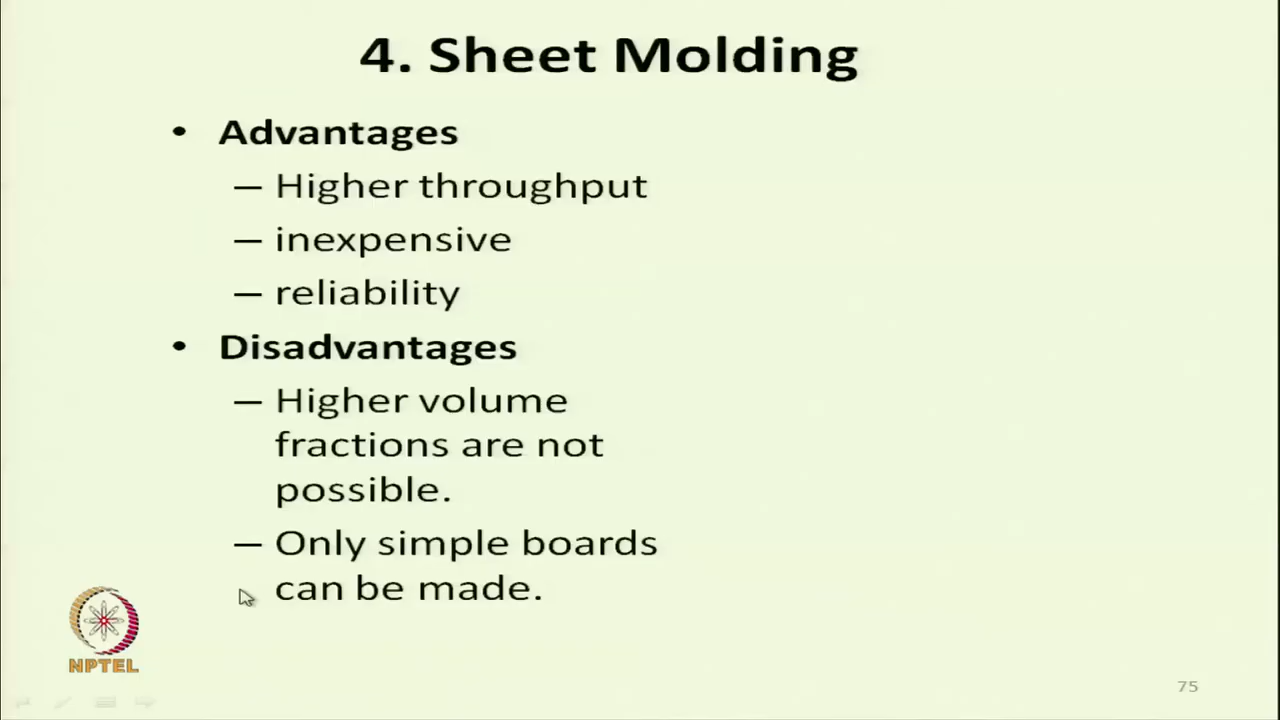 4. Sheet Molding
• Advantages
– Higher throughput
– inexpensive
– reliability
• Disadvantages
– Higher volume
fractions are not
possible.
– Only simple boards
can be made.
NPTEL
75